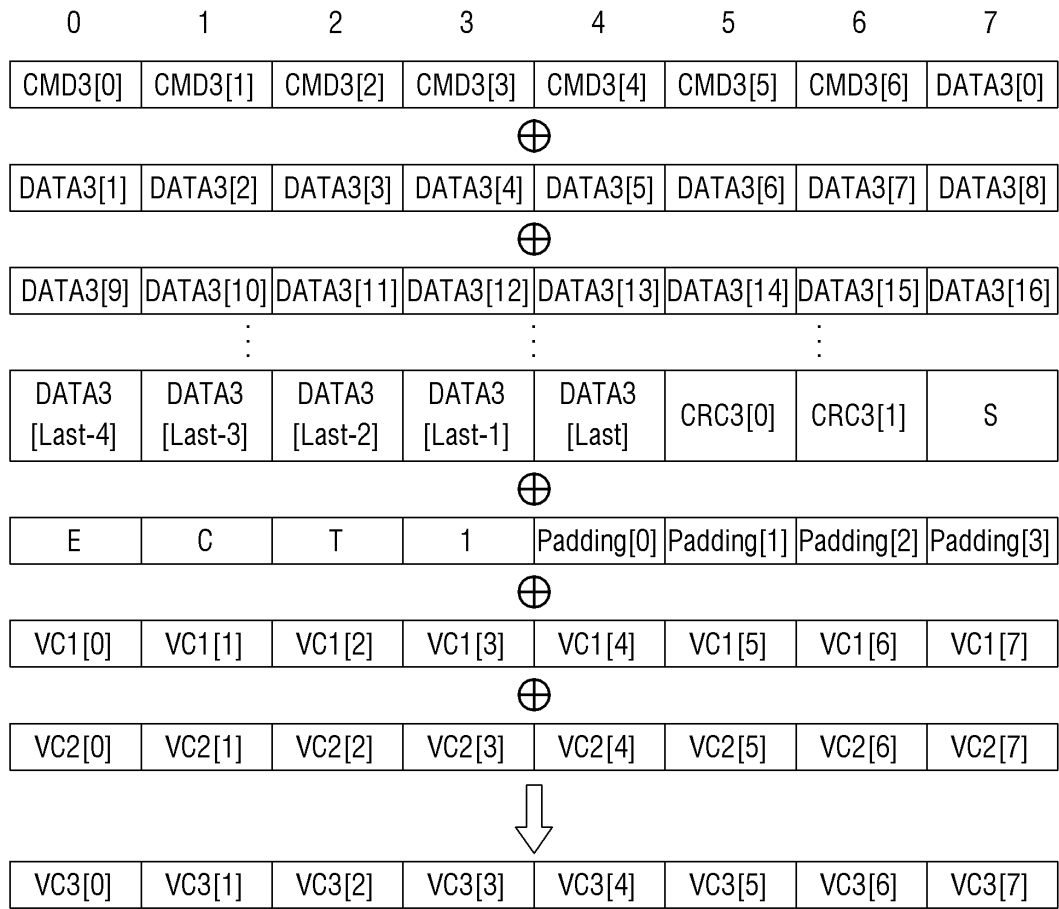 0 1 2 3 4 5 6 7
CMD3[0] CMD3[1] CMD3[2] CMD3[3] CMD3[4] CMD3[5] CMD3[6] DATA3[0]
⊕
DATA3[1] DATA3[2] DATA3[3] DATA3[4] DATA3[5] DATA3[6] DATA3[7] DATA3[8]
⊕
DATA3[9] DATA3[10] DATA3[11] DATA3[12] DATA3[13] DATA3[14] DATA3[15] DATA3[16]
⋮ ⋮ ⋮
DATA3 DATA3 DATA3 DATA3 DATA3
[Last-4] [Last-3] [Last-2] [Last-1] [Last] CRC3[0] CRC3[1] S
⊕
E C T 1 Padding[0] Padding[1] Padding[2] Padding[3]
⊕
VC1[0] VC1[1] VC1[2] VC1[3] VC1[4] VC1[5] VC1[6] VC1[7]
⊕
VC2[0] VC2[1] VC2[2] VC2[3] VC2[4] VC2[5] VC2[6] VC2[7]
VC3[0] VC3[1] VC3[2] VC3[3] VC3[4] VC3[5] VC3[6] VC3[7]